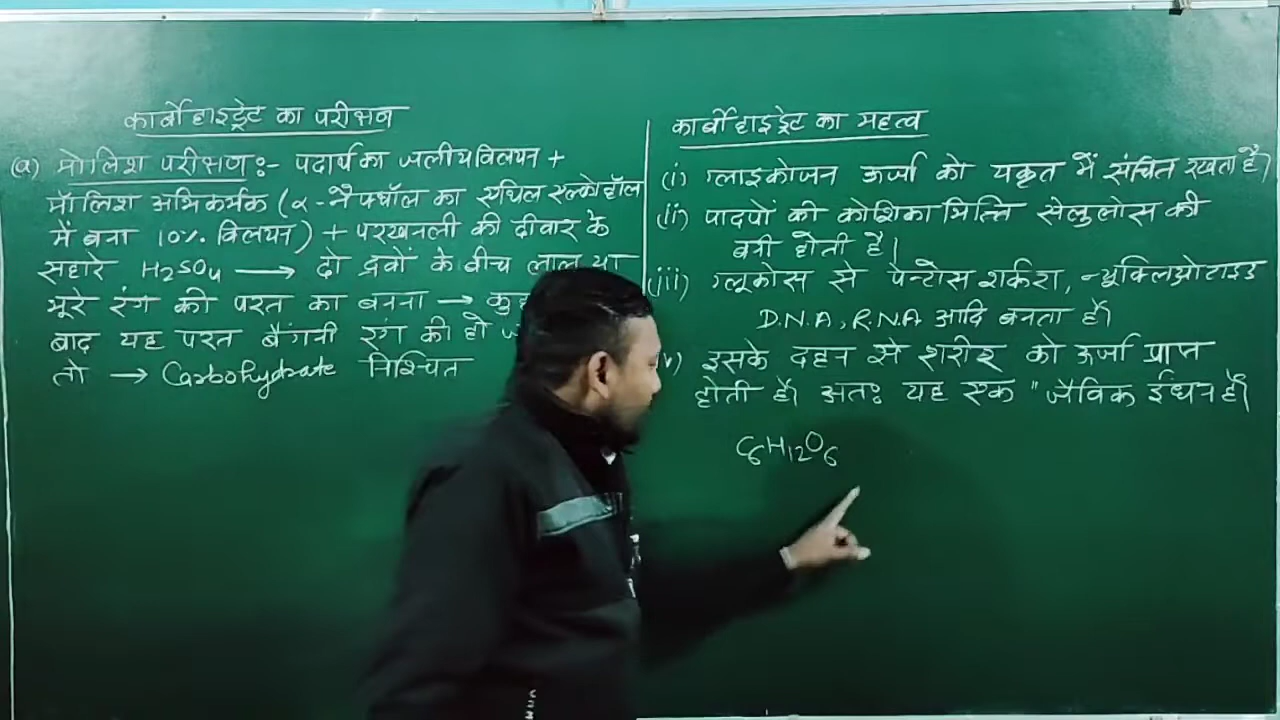 कार्बोहाइड्रेट का परीक्षण
(a) मोलिश परीक्षण :- पदार्थ का जलीय विलयन +
मॉलिश अभिकर्मक (α-नैफ्थॉल का एथिल एल्कोहॉल
में बना 10% विलयन) + परखनली की दीवार के
सहारे H₂SO₄ ⟶ दो द्रवों के बीच लाल या
भूरे रंग की परत का बनना →
बाद यह परत बैंगनी रंग की हो
तो → Carbohydrate निश्चित
कार्बोहाइड्रेट का महत्व
(i) ग्लाइकोजन ऊर्जा को यकृत में संचित रखता है।
(ii) पादपों की कोशिका भित्ति सेलुलोस की
बनी होती है।
(iii) ग्लूकोस से पेन्टोस शर्करा, न्यूक्लिओटाइड
D.N.A, R.N.A आदि बनता है।
इसके दहन से शरीर को ऊर्जा प्राप्त
होती है। अतः यह एक "जैविक ईंधन है।
C₆H₁₂O₆